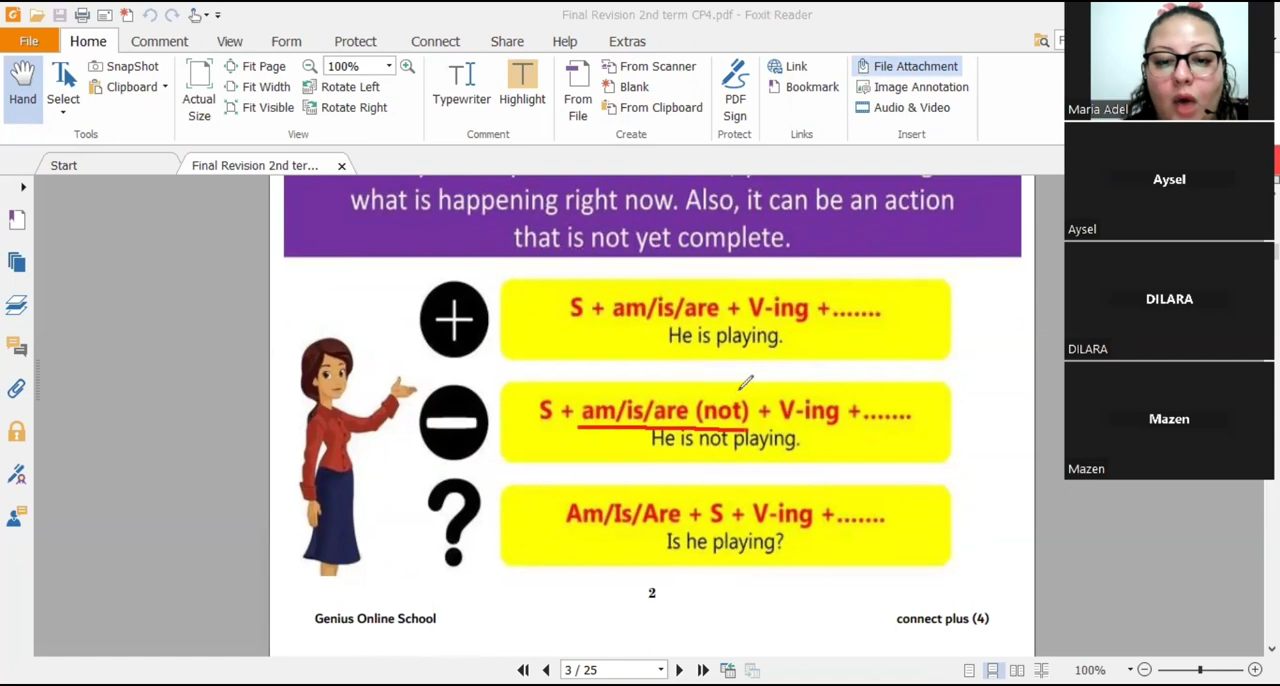 Final Revision 2nd term CP4.pdf - Foxit Reader
File
Home
Comment
View
Form
Protect
Connect
Share
Help
Extras
Hand
Select
SnapShot
Clipboard
Tools
Actual
Size
Fit Page
Fit Width
Fit Visible
100%
Rotate Left
Rotate Right
View
Typewriter
Highlight
Comment
From
File
From Scanner
Blank
From Clipboard
Create
PDF
Sign
Protect
Link
Bookmark
Links
File Attachment
Image Annotation
Audio & Video
Insert
Start
Final Revision 2nd ter...
what is happening right now. Also, it can be an action
that is not yet complete.
S + am/is/are + V-ing +.......
He is playing.
S + am/is/are (not) + V-ing +.......
He is not playing.
Am/Is/Are + S + V-ing +.......
Is he playing?
2
Genius Online School
connect plus (4)
3 / 25
100%
Maria Adel
Aysel
Aysel
DILARA
DILARA
Mazen
Mazen